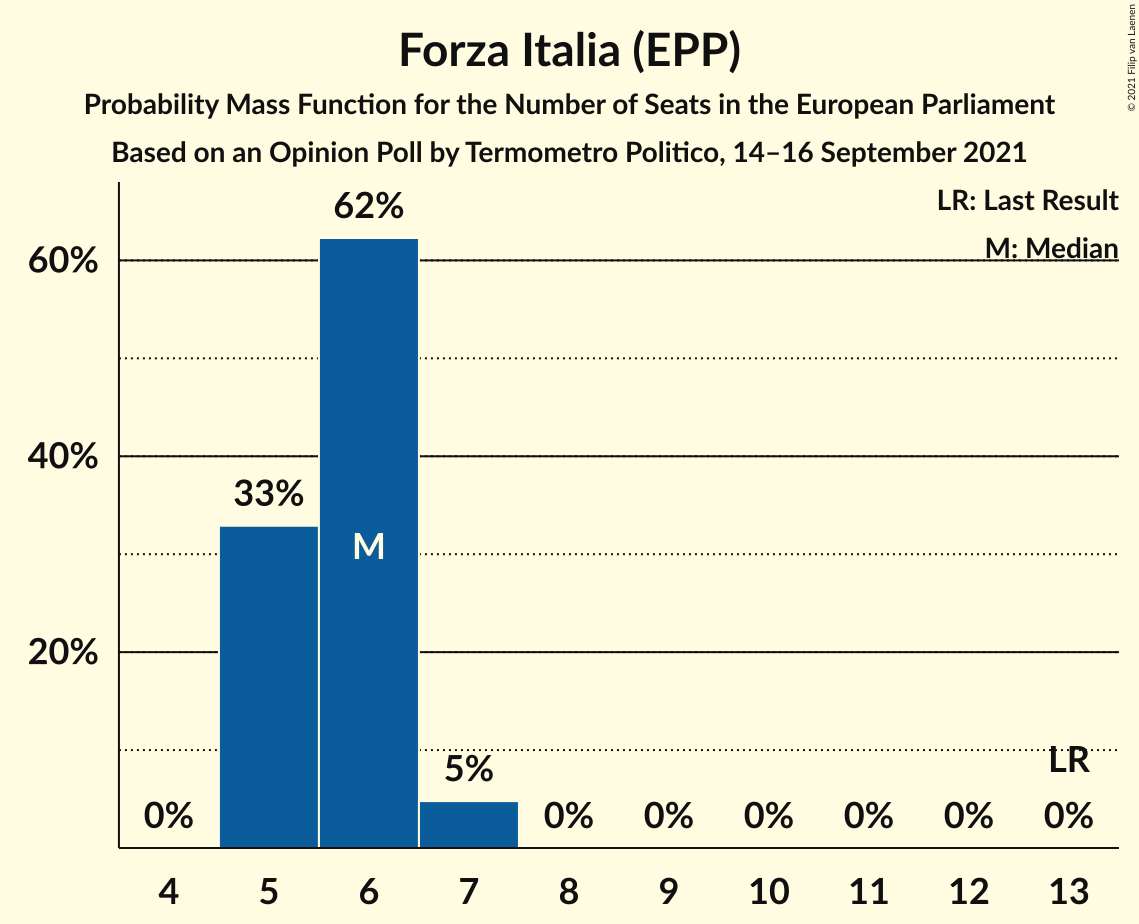 Forza Italia (EPP)
Probability Mass Function for the Number of Seats in the European Parliament
Based on an Opinion Poll by Termometro Politico, 14–16 September 2021
© 2021 Filip van Laenen
LR: Last Result
M: Median
62%
60%
40%
33%
M
20%
5%
LR
0% 0% 0% 0% 0% 0% 0%
4 5 6 7 8 9 10 11 12 13